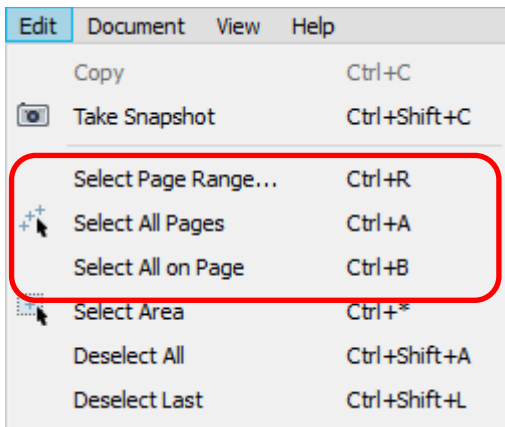 Edit Document View Help
Copy Ctrl+C
Take Snapshot Ctrl+Shift+C
Select Page Range... Ctrl+R
Select All Pages Ctrl+A
Select All on Page Ctrl+B
Select Area Ctrl+*
Deselect All Ctrl+Shift+A
Deselect Last Ctrl+Shift+L